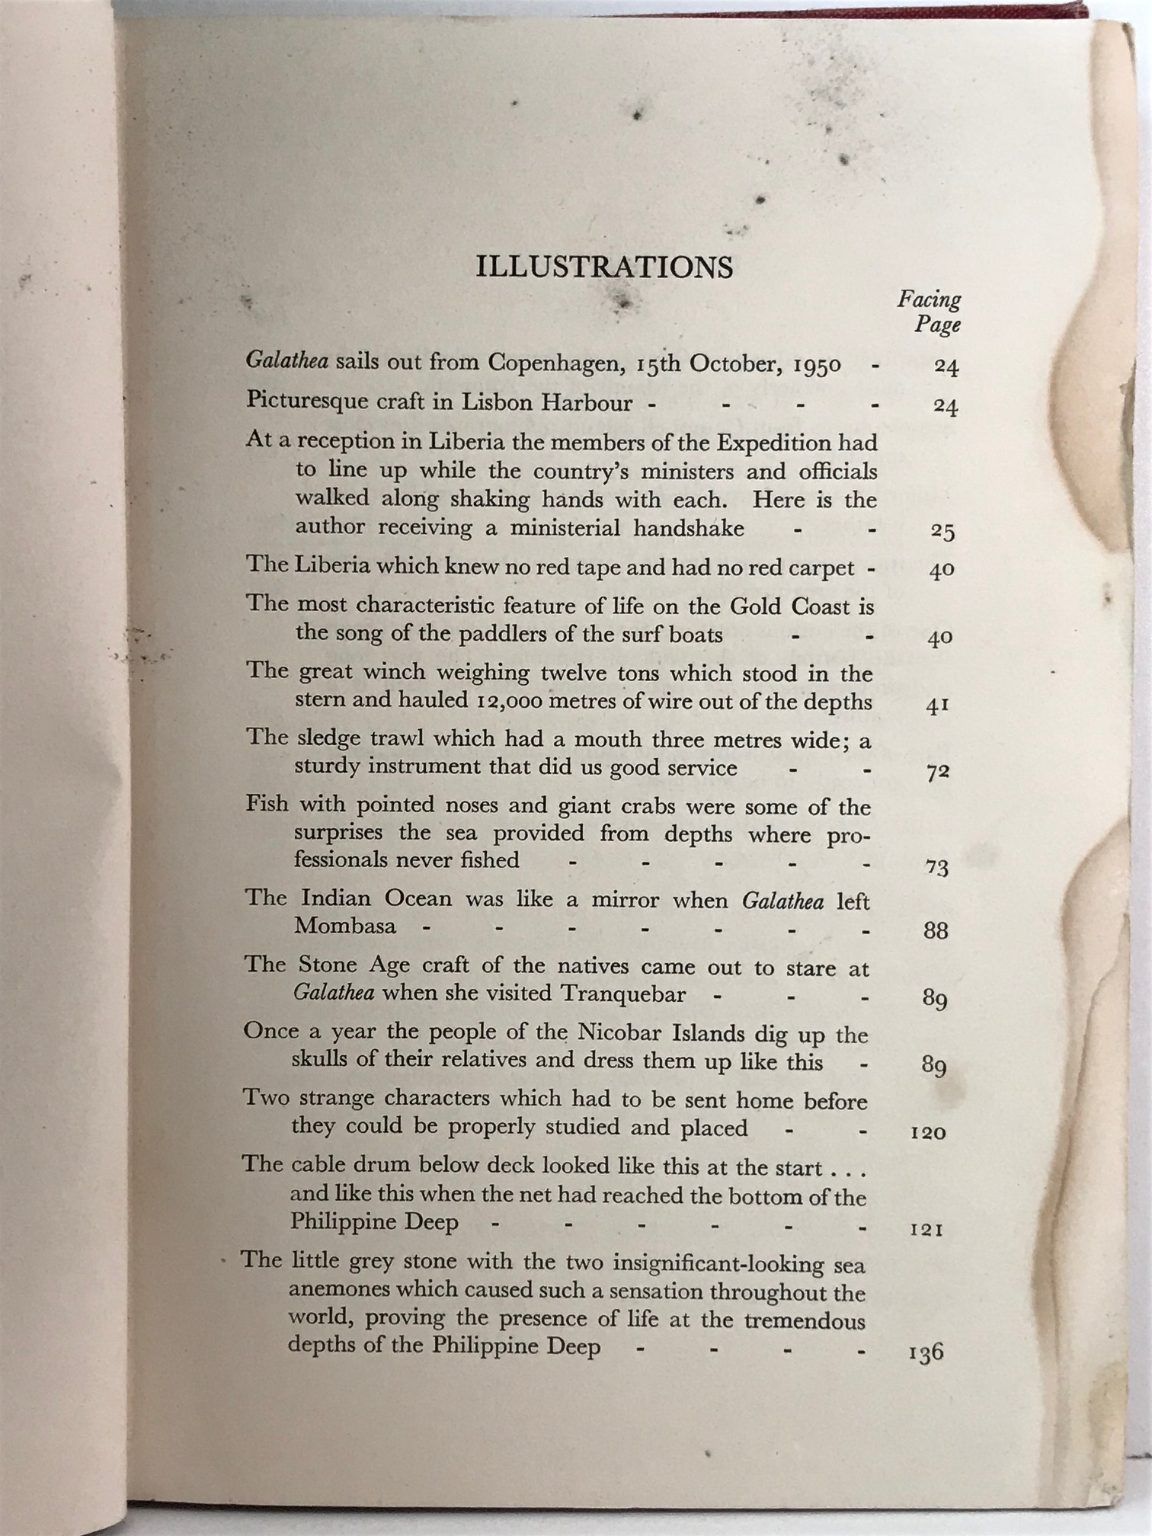 ILLUSTRATIONS
Facing
Page
Galathea sails out from Copenhagen, 15th October, 1950 - 24
Picturesque craft in Lisbon Harbour - - - - 24
At a reception in Liberia the members of the Expedition had
to line up while the country's ministers and officials
walked along shaking hands with each. Here is the
author receiving a ministerial handshake - - 25
The Liberia which knew no red tape and had no red carpet - 40
The most characteristic feature of life on the Gold Coast is
the song of the paddlers of the surf boats - - 40
The great winch weighing twelve tons which stood in the
stern and hauled 12,000 metres of wire out of the depths 41
The sledge trawl which had a mouth three metres wide; a
sturdy instrument that did us good service - - 72
Fish with pointed noses and giant crabs were some of the
surprises the sea provided from depths where pro-
fessionals never fished - - - - - 73
The Indian Ocean was like a mirror when Galathea left
Mombasa - - - - - - - 88
The Stone Age craft of the natives came out to stare at
Galathea when she visited Tranquebar - - - 89
Once a year the people of the Nicobar Islands dig up the
skulls of their relatives and dress them up like this - 89
Two strange characters which had to be sent home before
they could be properly studied and placed - - 120
The cable drum below deck looked like this at the start . . .
and like this when the net had reached the bottom of the
Philippine Deep - - - - - - 121
The little grey stone with the two insignificant-looking sea
anemones which caused such a sensation throughout the
world, proving the presence of life at the tremendous
depths of the Philippine Deep - - - - 136